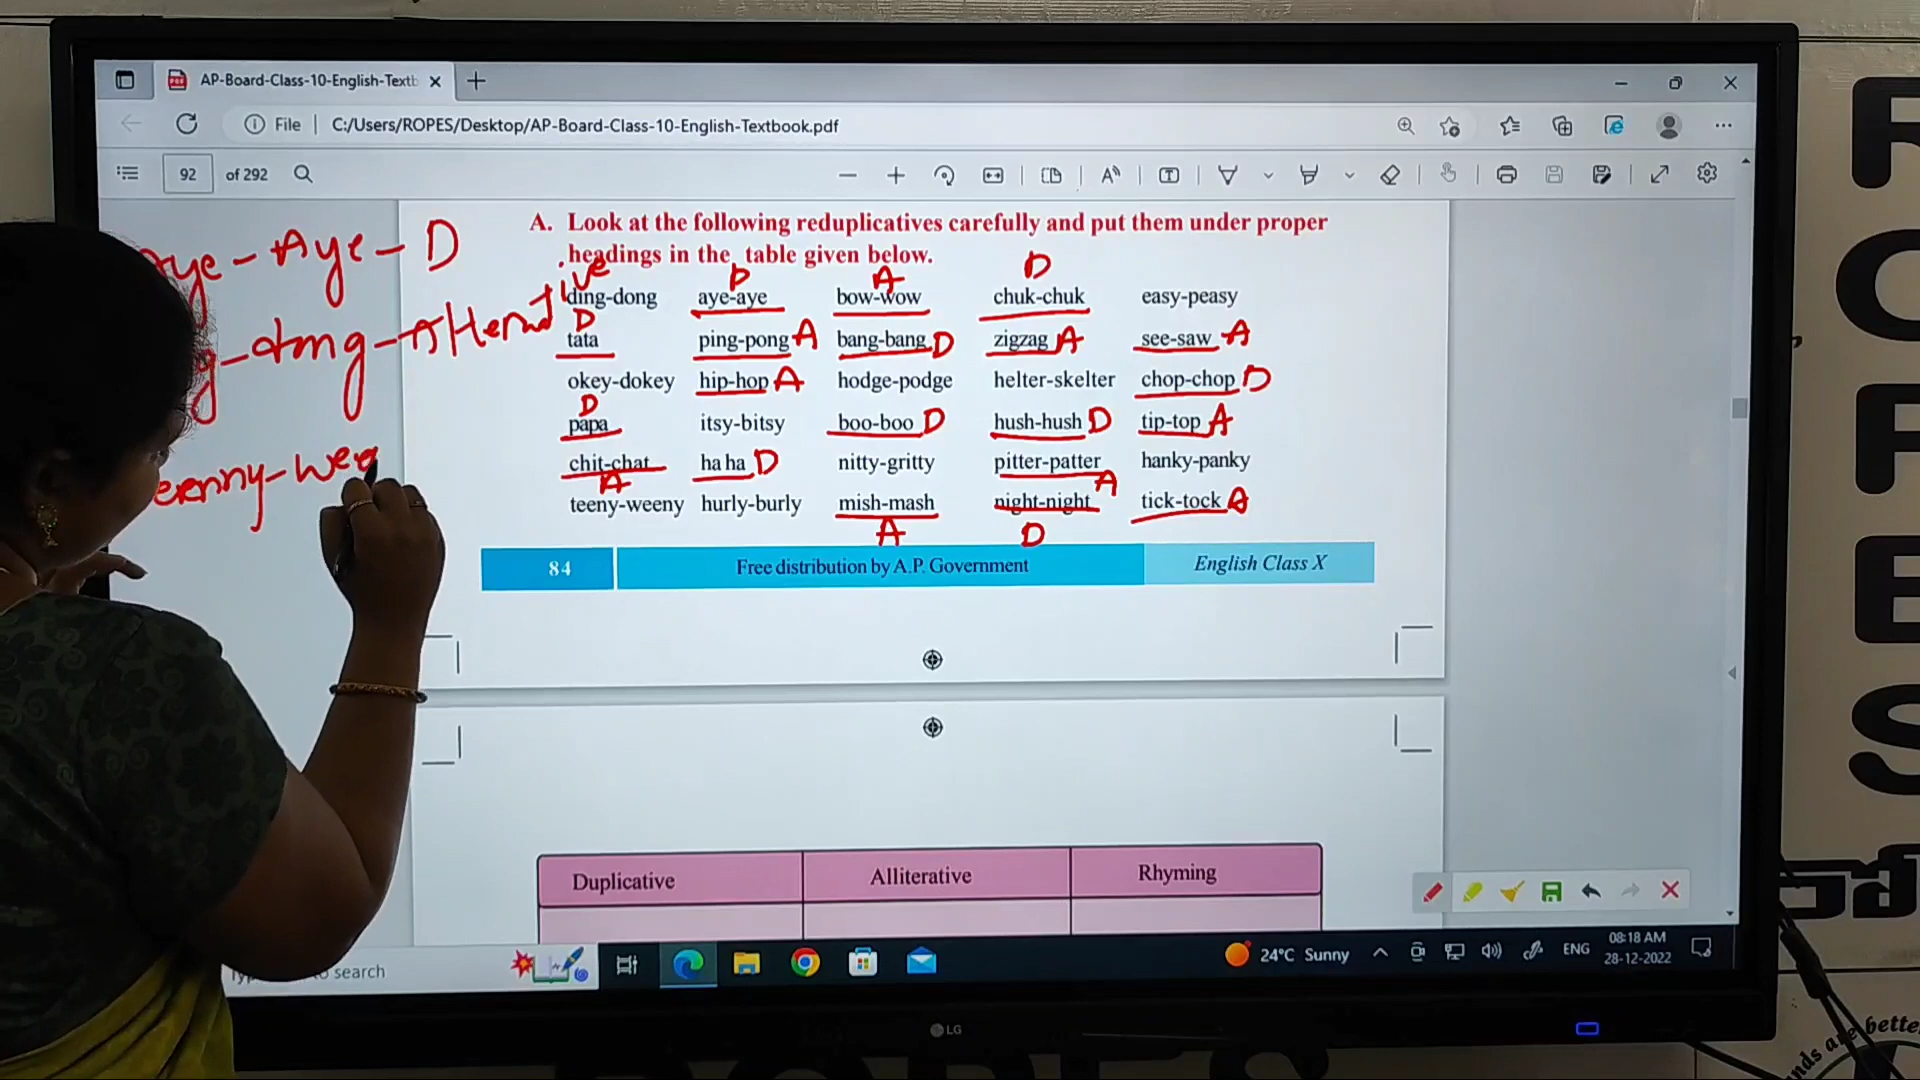 AP-Board-Class-10-English-Textb
File C:/Users/ROPES/Desktop/AP-Board-Class-10-English-Textbook.pdf
92 of 292
A. Look at the following reduplicatives carefully and put them under proper
headings in the table given below.
Aye-Aye-D
D A D
ding-dong aye-aye bow-wow chuk-chuk easy-peasy
D
tata ping-pong A bang-bang D zigzag A see-saw A
okey-dokey hip-hop A hodge-podge helter-skelter chop-chop D
D
papa itsy-bitsy boo-boo D hush-hush D tip-top A
chit-chat ha ha D nitty-gritty pitter-patter hanky-panky
A A
teeny-weeny hurly-burly mish-mash night-night tick-tock A
A D
84 Free distribution by A.P. Government English Class X
Duplicative Alliterative Rhyming
to search
24°C Sunny ENG 08:18 AM
28-12-2022
LG
ROPES